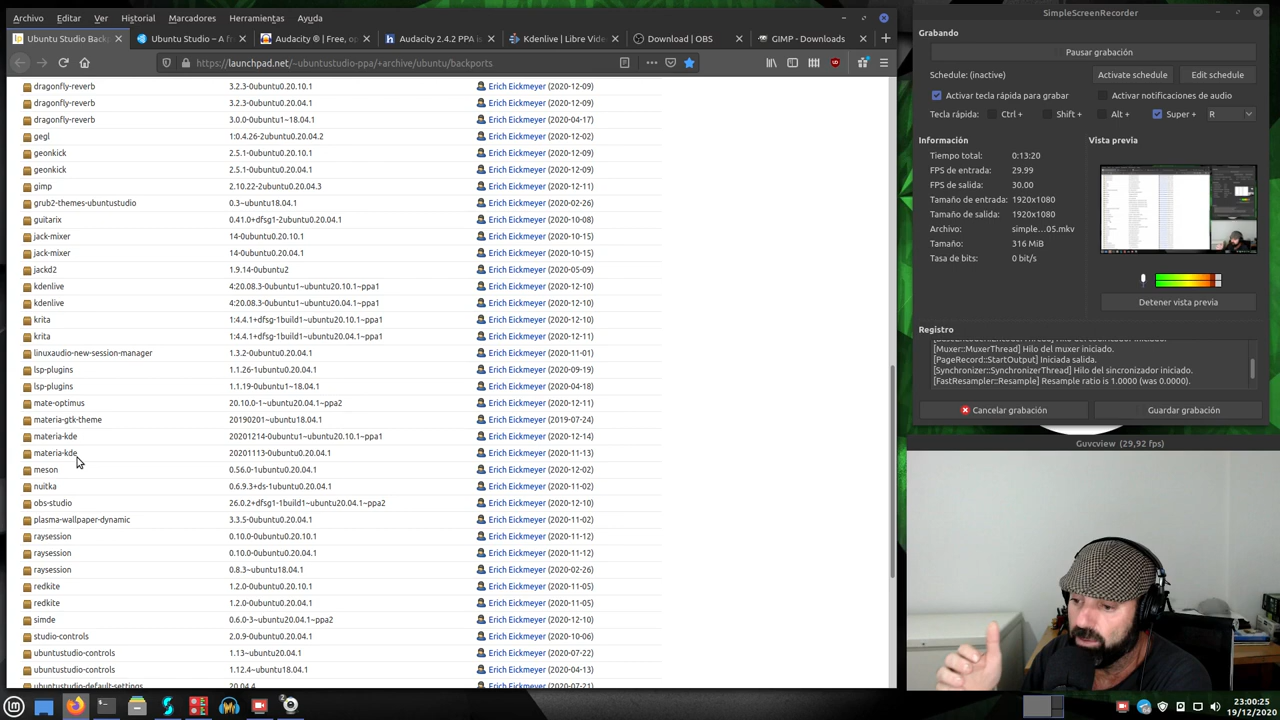 Archivo Editar Ver Historial Marcadores Herramientas Ayuda
Ubuntu Studio Back
Ubuntu Studio – A fr
Audacity ® | Free, o
Audacity 2.4.2 PPA i
Kdenlive | Libre Vide
Download | OBS
GIMP - Downloads
https://launchpad.net/~ubuntustudio-ppa/+archive/ubuntu/backports
dragonfly-reverb 3.2.3-0ubuntu0.20.10.1 Erich Eickmeyer (2020-12-09)
dragonfly-reverb 3.2.3-0ubuntu0.20.04.1 Erich Eickmeyer (2020-12-09)
dragonfly-reverb 3.0.0-0ubuntu1~18.04.1 Erich Eickmeyer (2020-04-17)
gegl 1:0.4.26-2ubuntu0.20.04.2 Erich Eickmeyer (2020-12-02)
geonkick 2.5.1-0ubuntu0.20.10.1 Erich Eickmeyer (2020-12-09)
geonkick 2.5.1-0ubuntu0.20.04.1 Erich Eickmeyer (2020-12-09)
gimp 2.10.22-2ubuntu0.20.04.3 Erich Eickmeyer (2020-12-11)
grub2-themes-ubuntustudio 0.3~ubuntu18.04.1 Erich Eickmeyer (2020-05-26)
guitarix 0.41.0+dfsg1-2ubuntu0.20.04.1 Erich Eickmeyer (2020-10-08)
jack-mixer 14-0ubuntu0.20.10.1 Erich Eickmeyer (2020-10-15)
jack-mixer 14-0ubuntu0.20.04.1 Erich Eickmeyer (2020-10-15)
jackd2 1.9.14-0ubuntu2 Erich Eickmeyer (2020-05-09)
kdenlive 4:20.08.3-0ubuntu1~ubuntu20.10.1~ppa1 Erich Eickmeyer (2020-12-10)
kdenlive 4:20.08.3-0ubuntu1~ubuntu20.04.1~ppa1 Erich Eickmeyer (2020-12-10)
krita 1:4.4.1+dfsg-1build1~ubuntu20.10.1~ppa1 Erich Eickmeyer (2020-12-10)
krita 1:4.4.1+dfsg-1build1~ubuntu20.04.1~ppa1 Erich Eickmeyer (2020-12-11)
linuxaudio-new-session-manager 1.3.2-0ubuntu0.20.04.1 Erich Eickmeyer (2020-11-01)
lsp-plugins 1.1.26-1ubuntu0.20.04.1 Erich Eickmeyer (2020-09-19)
lsp-plugins 1.1.19-0ubuntu1~18.04.1 Erich Eickmeyer (2020-04-18)
mate-optimus 20.10.0-1~ubuntu20.04.1~ppa2 Erich Eickmeyer (2020-12-11)
materia-gtk-theme 20190201~ubuntu18.04.1 Erich Eickmeyer (2019-07-24)
materia-kde 20201214-0ubuntu1~ubuntu20.10.1~ppa1 Erich Eickmeyer (2020-12-14)
materia-kde 20201113-0ubuntu0.20.04.1 Erich Eickmeyer (2020-11-13)
meson 0.56.0-1ubuntu0.20.04.1 Erich Eickmeyer (2020-12-02)
nuitka 0.6.9.3+ds-1ubuntu0.20.04.1 Erich Eickmeyer (2020-11-02)
obs-studio 26.0.2+dfsg1-1build1~ubuntu20.04.1~ppa2 Erich Eickmeyer (2020-12-10)
plasma-wallpaper-dynamic 3.3.5-0ubuntu0.20.04.1 Erich Eickmeyer (2020-11-02)
raysession 0.10.0-0ubuntu0.20.10.1 Erich Eickmeyer (2020-11-12)
raysession 0.10.0-0ubuntu0.20.04.1 Erich Eickmeyer (2020-11-12)
raysession 0.8.3~ubuntu18.04.1 Erich Eickmeyer (2020-02-26)
redkite 1.2.0-0ubuntu0.20.10.1 Erich Eickmeyer (2020-11-05)
redkite 1.2.0-0ubuntu0.20.04.1 Erich Eickmeyer (2020-11-05)
simde 0.6.0-3~ubuntu20.04.1~ppa2 Erich Eickmeyer (2020-12-10)
studio-controls 2.0.9-0ubuntu0.20.04.1 Erich Eickmeyer (2020-10-06)
ubuntustudio-controls 1.13~ubuntu20.04.1 Erich Eickmeyer (2020-07-22)
ubuntustudio-controls 1.12.4~ubuntu18.04.1 Erich Eickmeyer (2020-04-13)
ubuntustudio-default-settings 20.04.4 Erich Eickmeyer (2020-07-21)
SimpleScreenRecorder
Grabando
Pausar grabación
Schedule: (inactive) Activate schedule Edit schedule
Activar tecla rápida para grabar Activar notificaciones de audio
Tecla rápida: Ctrl + Shift + Alt + Super + R
Información
Tiempo total: 0:13:20
FPS de entrada: 29.99
FPS de salida: 30.00
Tamaño de entrada: 1920x1080
Tamaño de salida: 1920x1080
Archivo: simple…05.mkv
Tamaño: 316 MiB
Tasa de bits: 0 bit/s
Vista previa
Detener vista previa
Registro
[Muxer::MuxerThread] Hilo del muxer iniciado.
[PageRecord::StartOutput] Iniciada salida.
[Synchronizer::SynchronizerThread] Hilo del sincronizador iniciado.
[FastResampler::Resample] Resample ratio is 1.0000 (was 0.0000).
Cancelar grabación Guardar grabación
Guvcview (29,92 fps)
23:00:25
19/12/2020